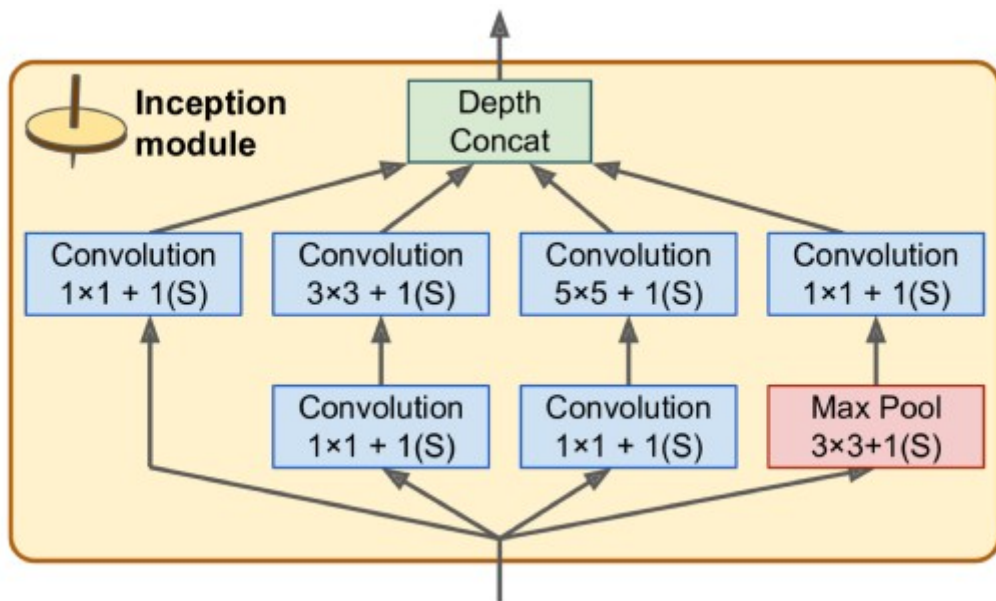 Inception
module
Depth
Concat
Convolution
1×1 + 1(S)
Convolution
3×3 + 1(S)
Convolution
5×5 + 1(S)
Convolution
1×1 + 1(S)
Convolution
1×1 + 1(S)
Convolution
1×1 + 1(S)
Max Pool
3×3+1(S)